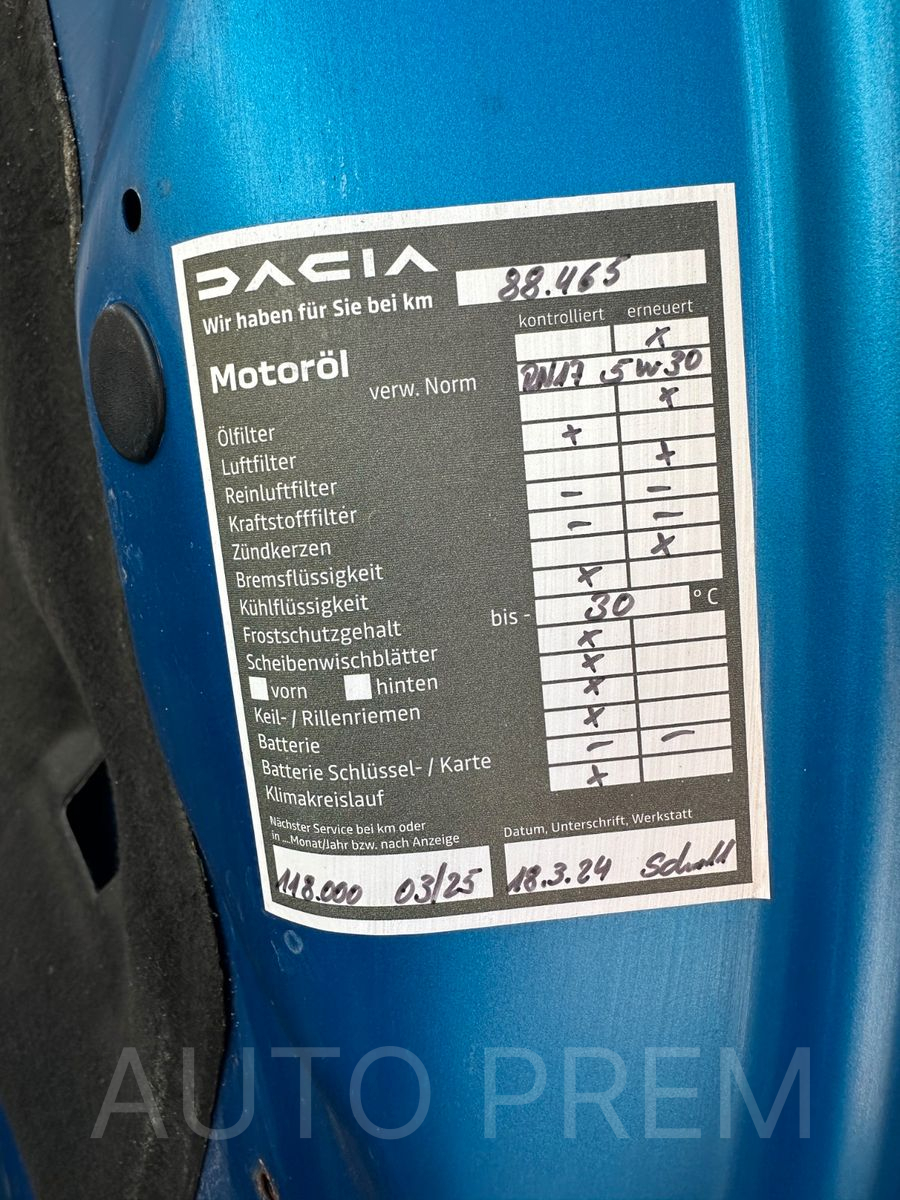 DACIA
Wir haben für Sie bei km 88.465
kontrolliert erneuert
Motoröl x
verw. Norm RN17 5W30
Ölfilter x
Luftfilter x
Reinluftfilter x
Kraftstofffilter - -
Zündkerzen - -
Bremsflüssigkeit x
Kühlflüssigkeit x
Frostschutzgehalt bis - 30 °C
Scheibenwischblätter x
vorn hinten x
Keil- / Rillenriemen x
Batterie x
Batterie Schlüssel- / Karte - -
Klimakreislauf x
Nächster Service bei km oder
in ...Monat/Jahr bzw. nach Anzeige
118.000 03/25
Datum, Unterschrift, Werkstatt
18.3.24
AUTO PREM